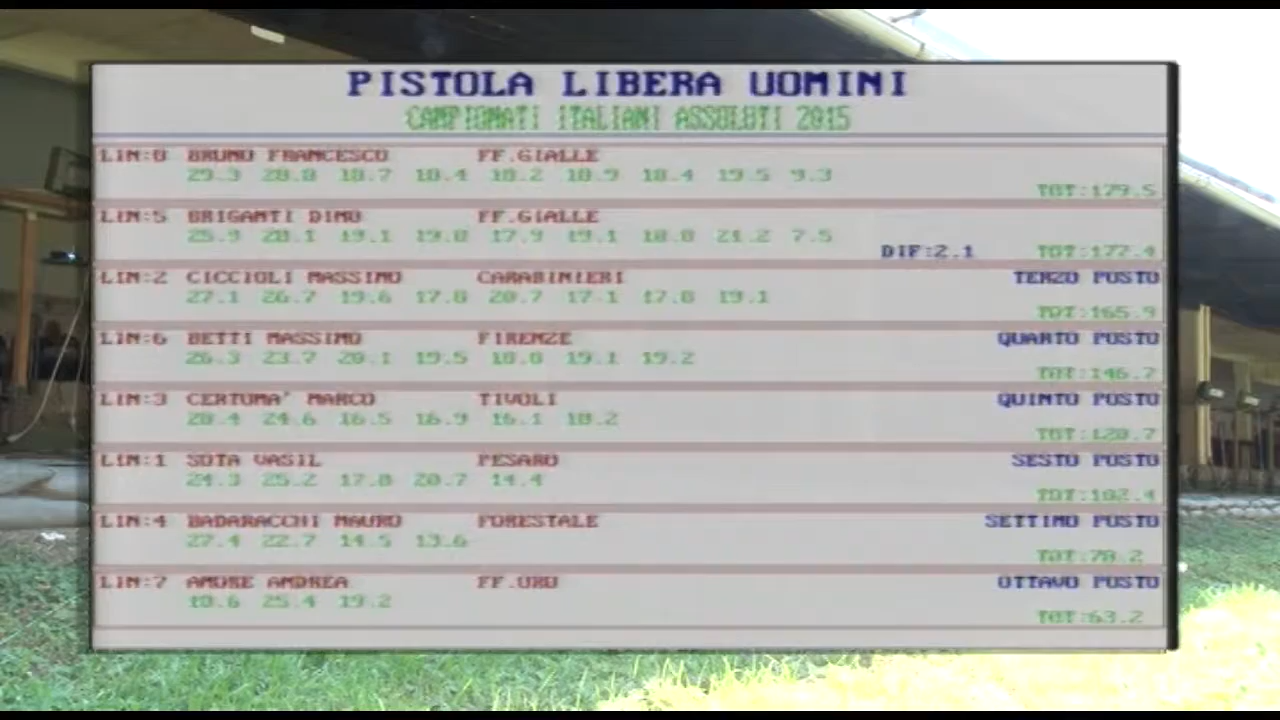 PISTOLA LIBERA UOMINI
CAMPIONATI ITALIANI ASSOLUTI 2015
LIN:8 BRUNO FRANCESCO FF.GIALLE
29.3 28.8 18.7 18.4 18.2 18.9 18.4 19.5 9.3
TOT:179.5
LIN:5 BRIGANTI DINO FF.GIALLE
25.9 28.1 19.1 19.8 17.9 19.1 18.8 21.2 7.5
DIF:2.1 TOT:177.4
LIN:2 CICCIOLI MASSIMO CARABINIERI TERZO POSTO
27.1 26.7 19.6 17.8 20.7 17.1 17.8 19.1
TOT:165.9
LIN:6 BETTI MASSIMO FIRENZE QUARTO POSTO
26.3 23.7 20.1 19.5 18.8 19.1 19.2
TOT:146.7
LIN:3 CERTOMA' MARCO TIVOLI QUINTO POSTO
28.4 24.6 16.5 16.9 16.1 18.2
TOT:120.7
LIN:1 SOTA VASIL PESARO SESTO POSTO
24.3 25.2 17.8 20.7 14.4
TOT:102.4
LIN:4 BADARACCHI MAURO FORESTALE SETTIMO POSTO
27.4 22.7 14.5 13.6
TOT:78.2
LIN:7 AMORE ANDREA FF.ORO OTTAVO POSTO
18.6 25.4 19.2
TOT:63.2